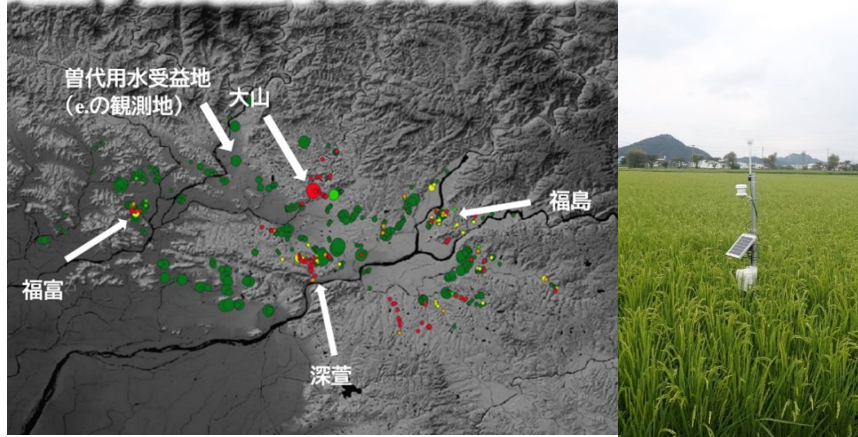 曽代用水受益地
（e.の観測地）
大山
福島
福富
深萱